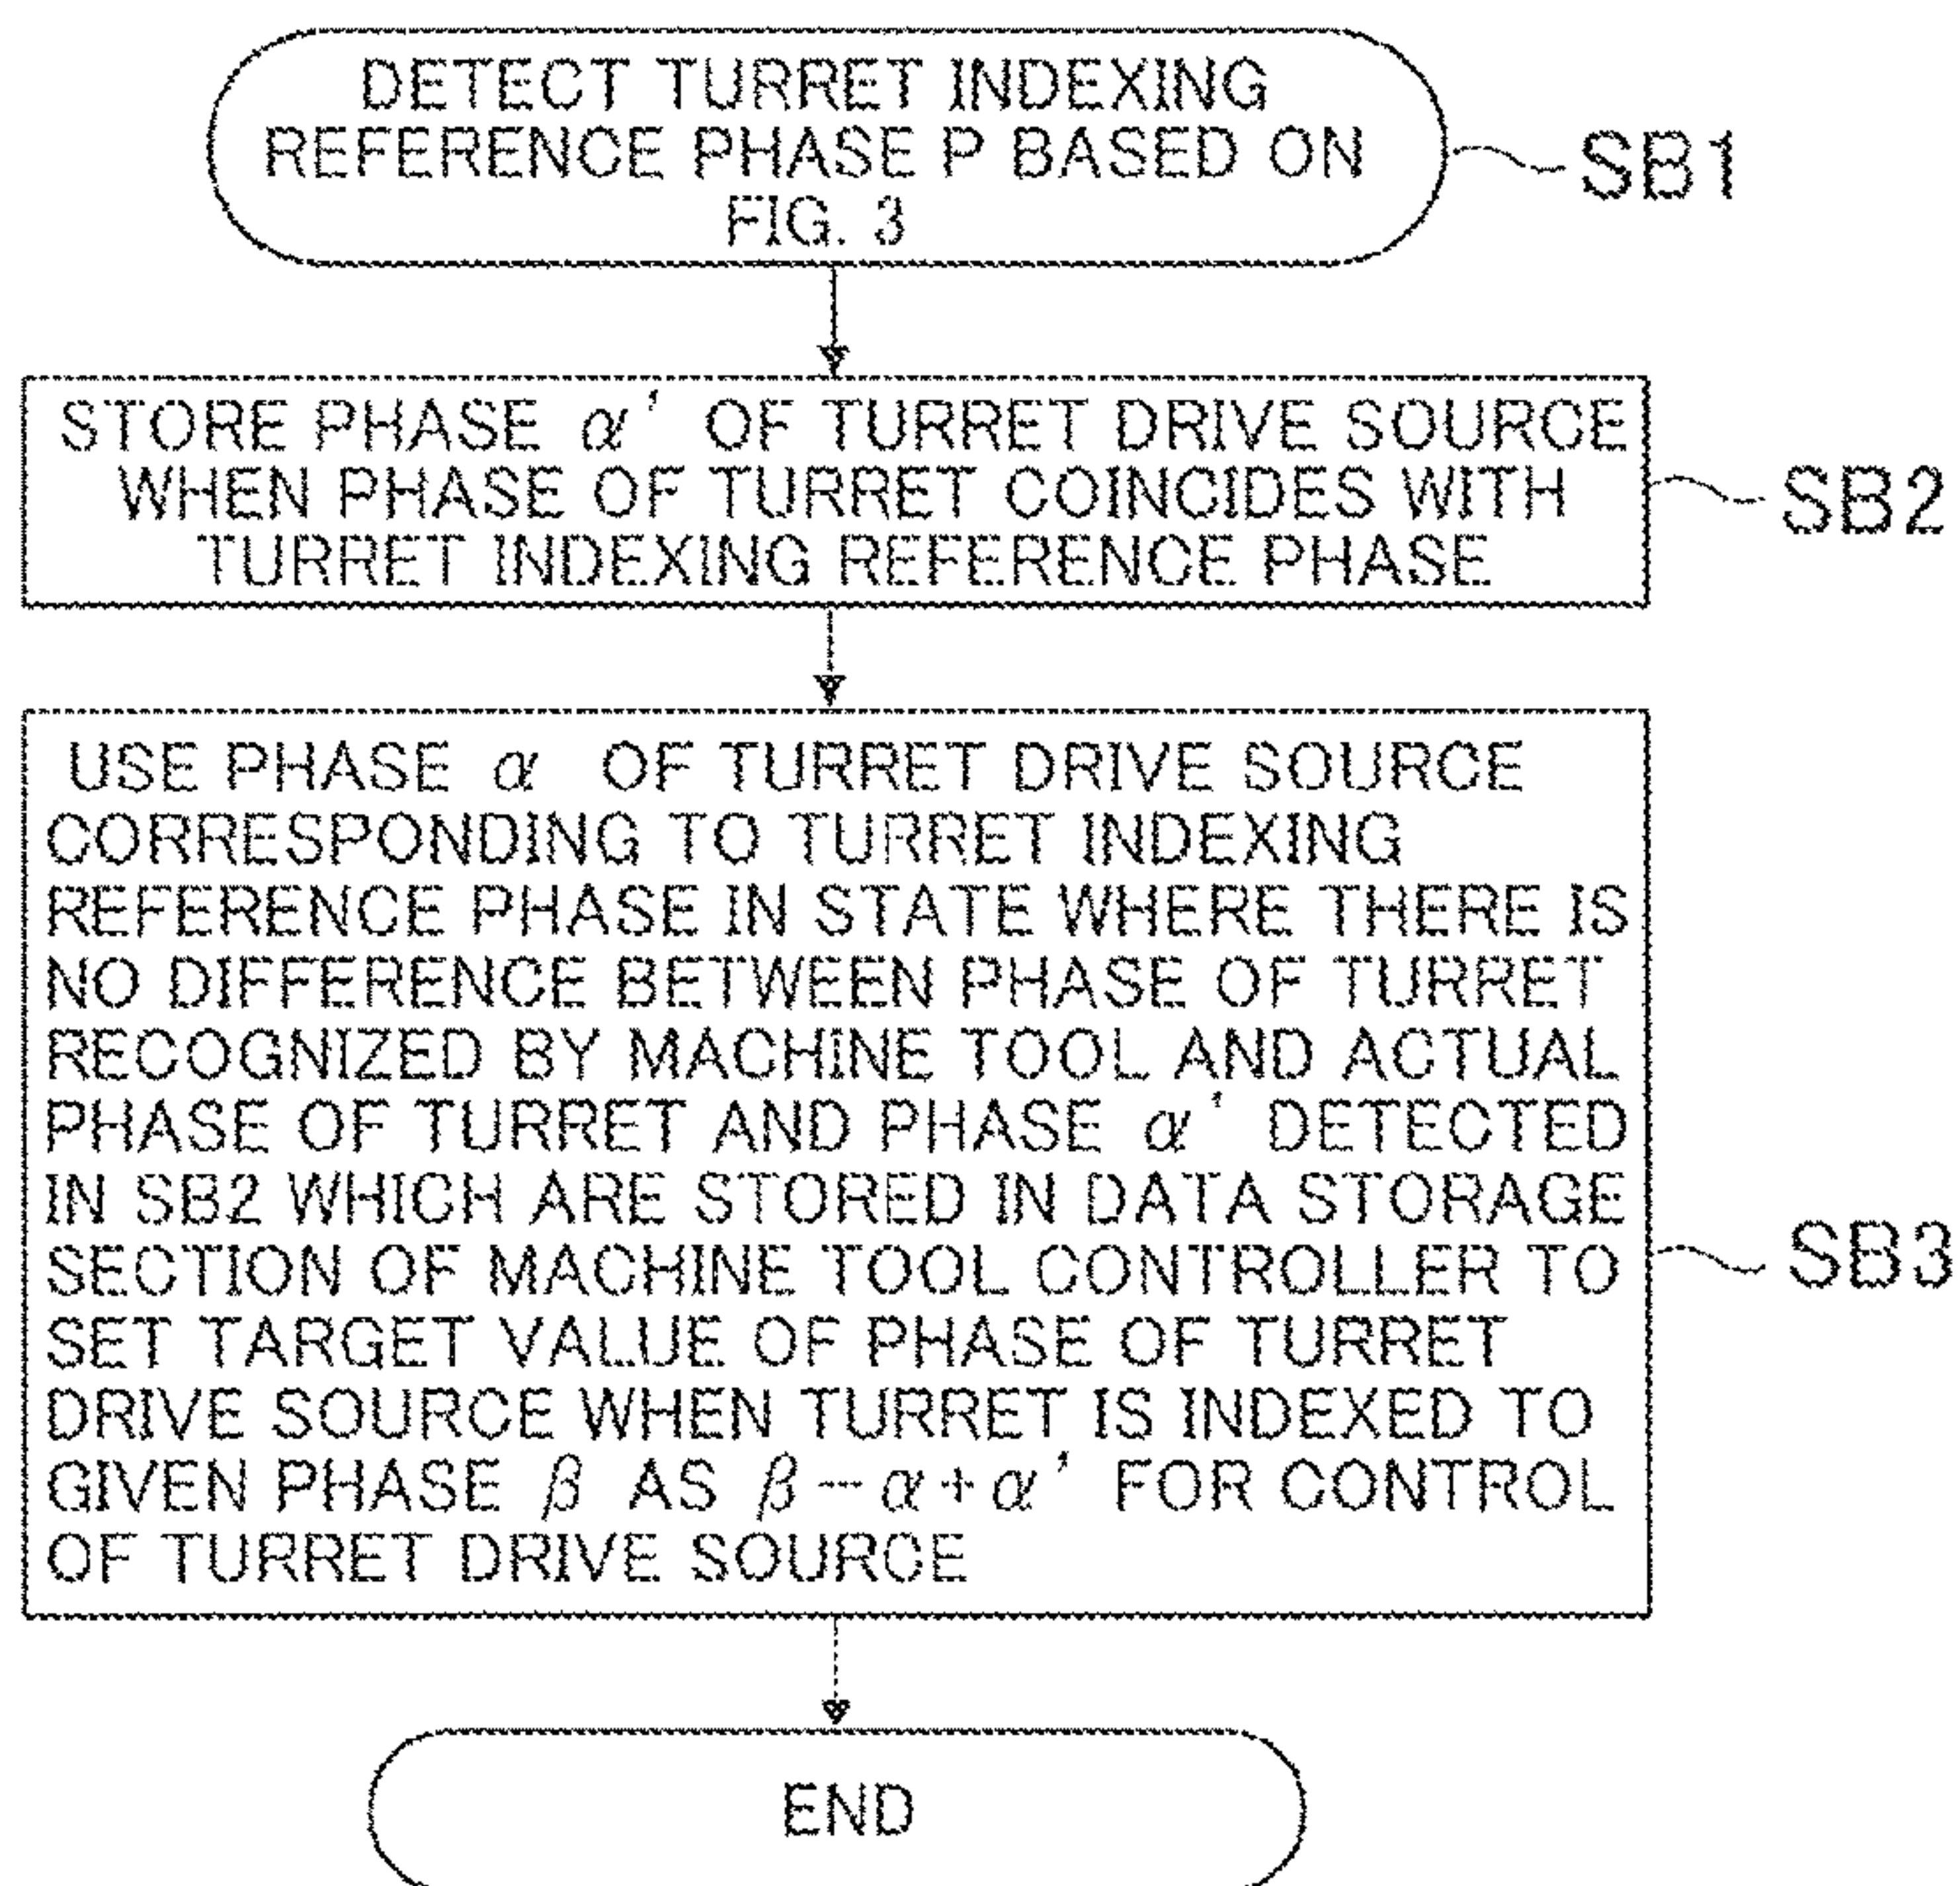 DETECT TURRET INDEXING
REFERENCE PHASE P BASED ON
FIG. 3
SB1
STORE PHASE α' OF TURRET DRIVE SOURCE
WHEN PHASE OF TURRET COINCIDES WITH
TURRET INDEXING REFERENCE PHASE
SB2
USE PHASE α OF TURRET DRIVE SOURCE
CORRESPONDING TO TURRET INDEXING
REFERENCE PHASE IN STATE WHERE THERE IS
NO DIFFERENCE BETWEEN PHASE OF TURRET
RECOGNIZED BY MACHINE TOOL AND ACTUAL
PHASE OF TURRET AND PHASE α' DETECTED
IN SB2 WHICH ARE STORED IN DATA STORAGE
SECTION OF MACHINE TOOL CONTROLLER TO
SET TARGET VALUE OF PHASE OF TURRET
DRIVE SOURCE WHEN TURRET IS INDEXED TO
GIVEN PHASE β AS β-α+α' FOR CONTROL
OF TURRET DRIVE SOURCE
SB3
END